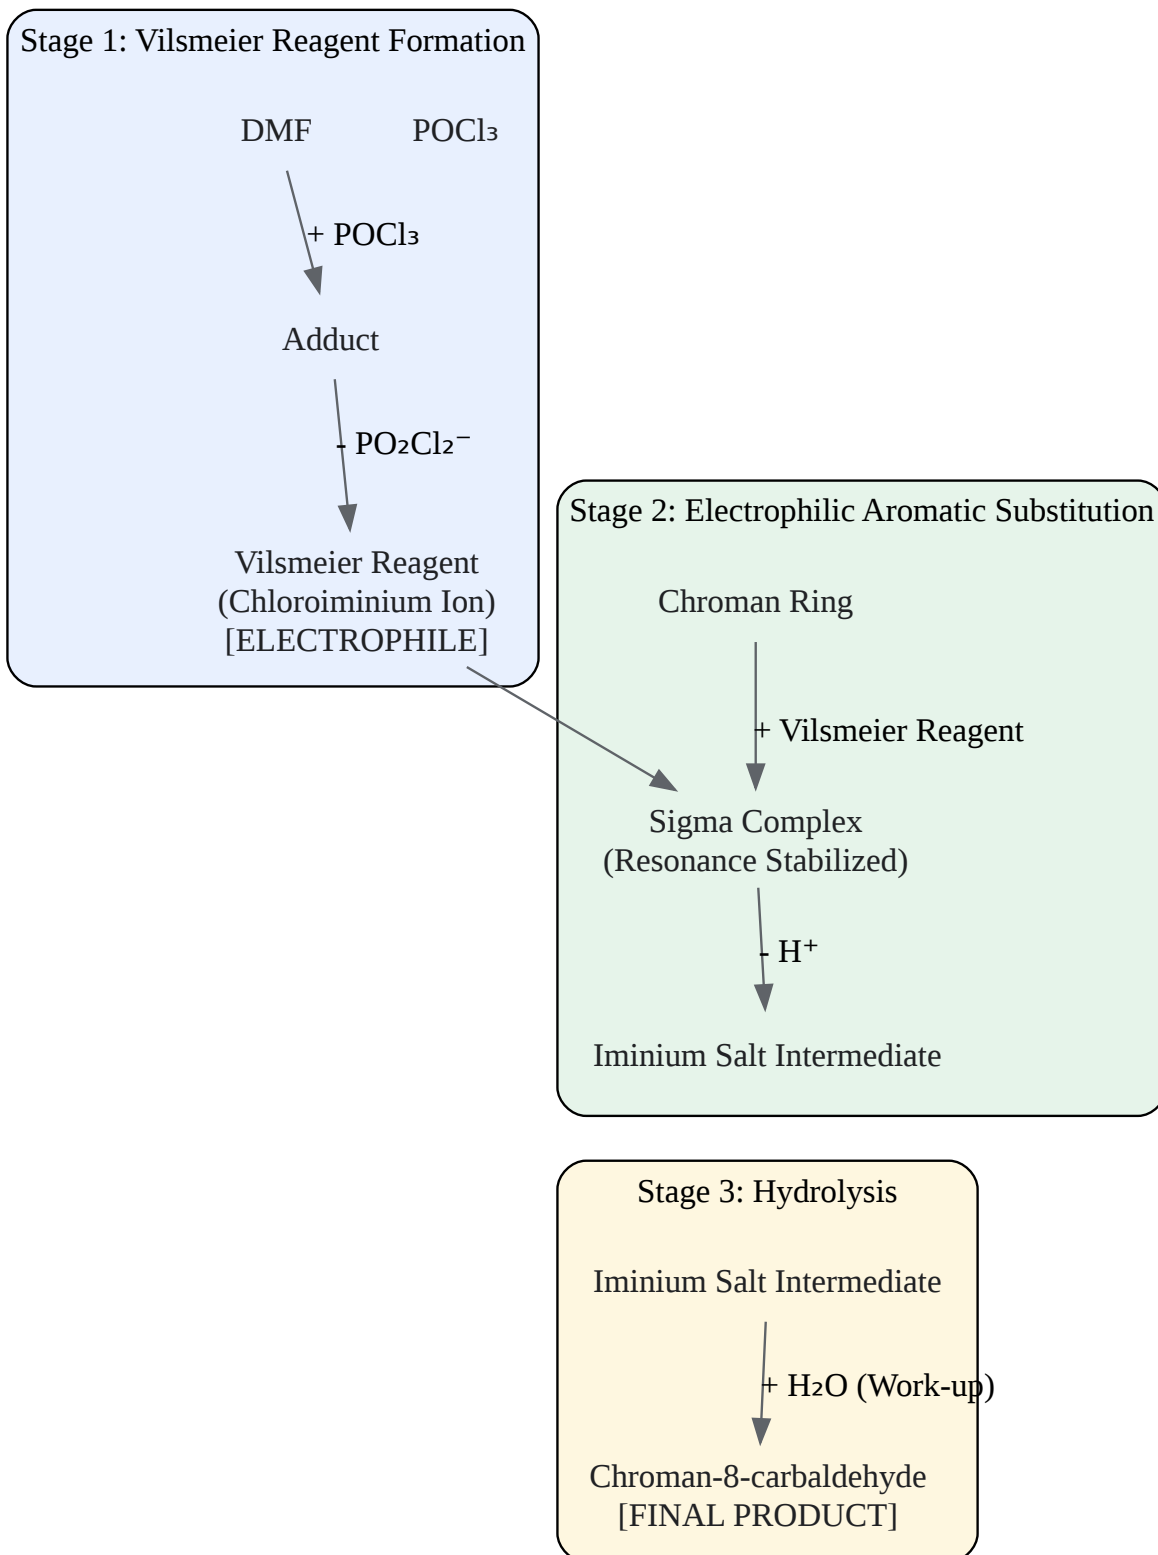 Stage 1: Vilsmeier Reagent Formation
DMF
POCl₃
+ POCl₃
Adduct
- PO₂Cl₂⁻
Vilsmeier Reagent
(Chloroiminium Ion)
[ELECTROPHILE]
Stage 2: Electrophilic Aromatic Substitution
Chroman Ring
+ Vilsmeier Reagent
Sigma Complex
(Resonance Stabilized)
- H⁺
Iminium Salt Intermediate
Stage 3: Hydrolysis
Iminium Salt Intermediate
+ H₂O (Work-up)
Chroman-8-carbaldehyde
[FINAL PRODUCT]